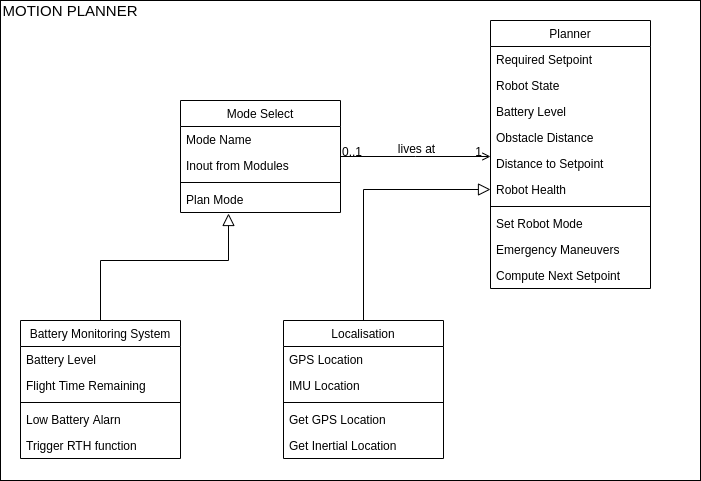 MOTION PLANNER
Planner
Required Setpoint
Robot State
Battery Level
Obstacle Distance
Distance to Setpoint
Robot Health
Set Robot Mode
Emergency Maneuvers
Compute Next Setpoint
Mode Select
Mode Name
Inout from Modules
Plan Mode
0..1
lives at
1
Battery Monitoring System
Battery Level
Flight Time Remaining
Low Battery Alarn
Trigger RTH function
Localisation
GPS Location
IMU Location
Get GPS Location
Get Inertial Location